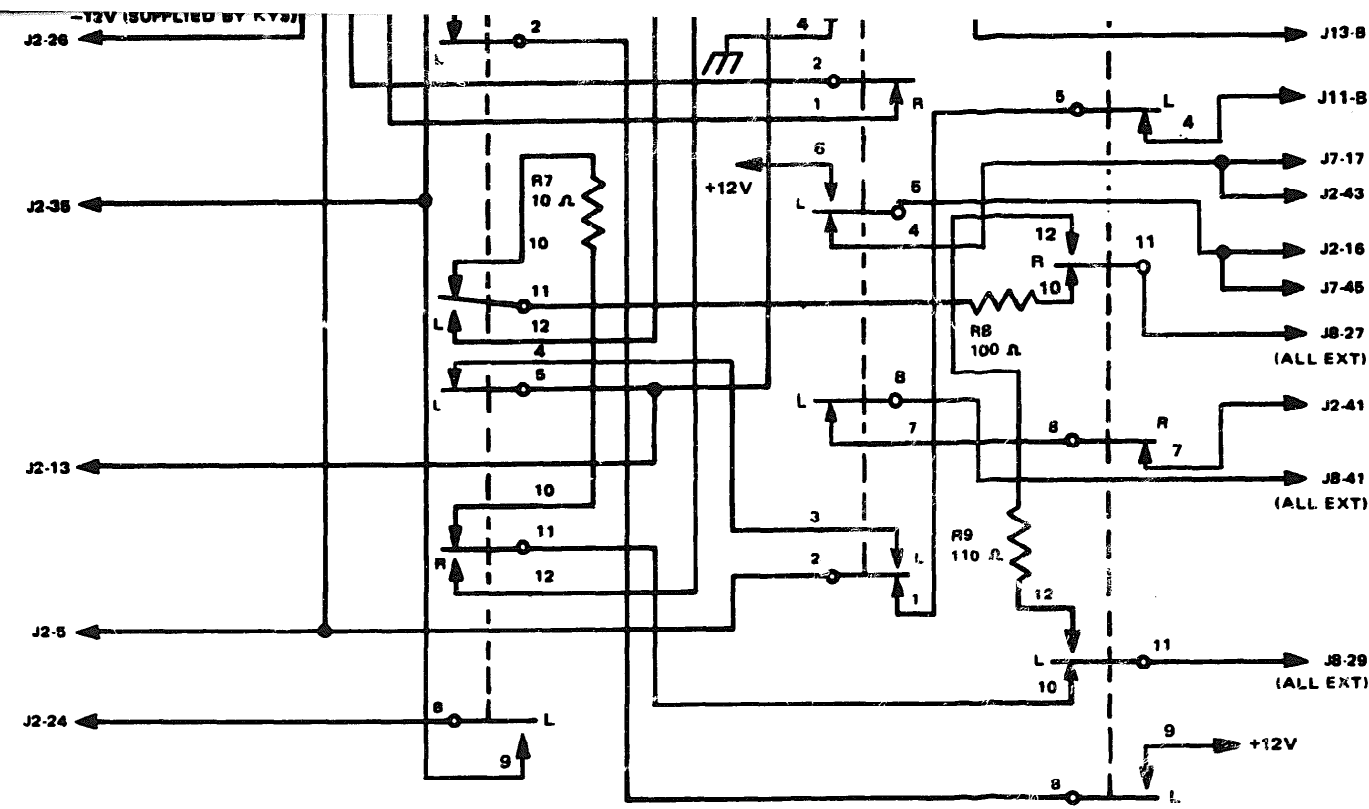 -12V (SUPPLIED BY KYS)
J2-26
2
L
4
2
1
R
J13-8
5
L
4
J11-B
6
+12V
L
5
4
J7-17
J2-43
J2-35
R7
10 Ω
10
12
R
11
10
J2-16
J7-45
11
L
12
R8
100 Ω
J8-27
(ALL EXT)
4
5
L
8
L
7
8
R
7
J2-41
J2-13
J8-41
(ALL EXT)
10
11
R
12
3
2
L
1
R9
110 Ω
12
J2-5
L
11
10
J8-29
(ALL EXT)
J2-24
8
L
9
9
+12V
8
L